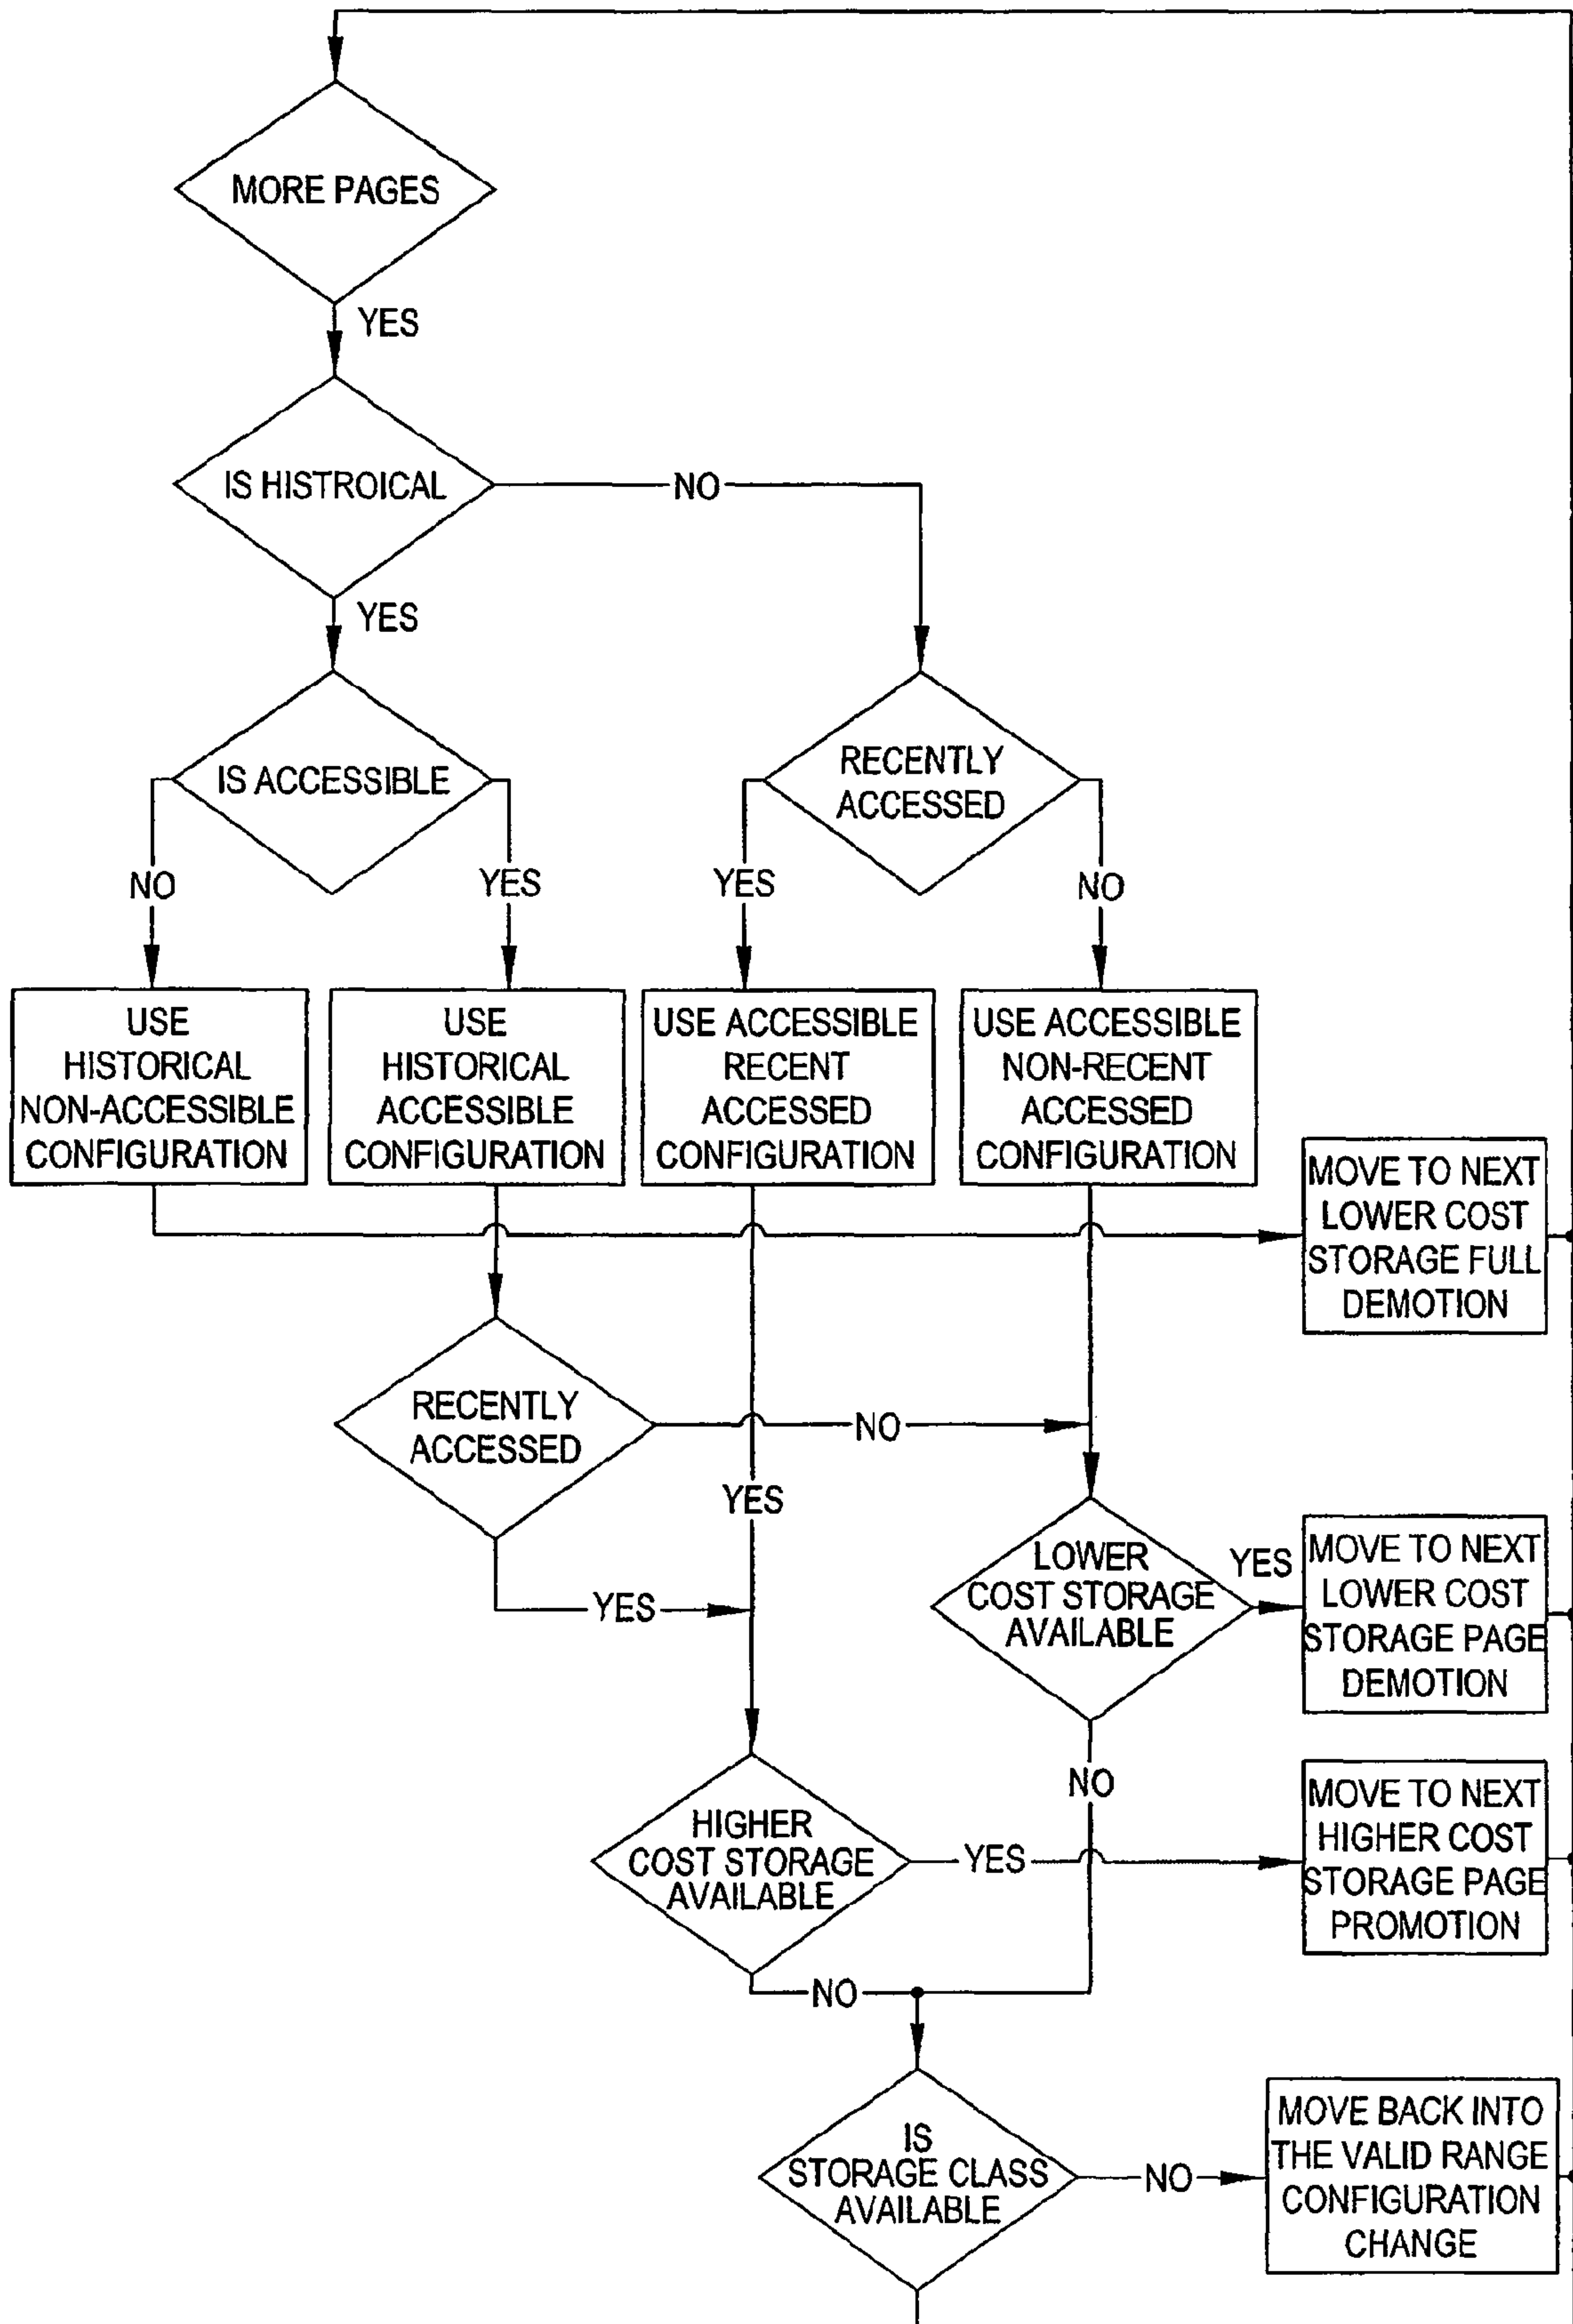 MORE PAGES
YES
IS HISTROICAL
NO
YES
IS ACCESSIBLE
RECENTLY
ACCESSED
NO
YES
YES
NO
USE
HISTORICAL
NON-ACCESSIBLE
CONFIGURATION
USE
HISTORICAL
ACCESSIBLE
CONFIGURATION
USE ACCESSIBLE
RECENT
ACCESSED
CONFIGURATION
USE ACCESSIBLE
NON-RECENT
ACCESSED
CONFIGURATION
MOVE TO NEXT
LOWER COST
STORAGE FULL
DEMOTION
RECENTLY
ACCESSED
NO
YES
YES
LOWER
COST STORAGE
AVAILABLE
YES
MOVE TO NEXT
LOWER COST
STORAGE PAGE
DEMOTION
NO
HIGHER
COST STORAGE
AVAILABLE
YES
MOVE TO NEXT
HIGHER COST
STORAGE PAGE
PROMOTION
NO
IS
STORAGE CLASS
AVAILABLE
NO
MOVE BACK INTO
THE VALID RANGE
CONFIGURATION
CHANGE